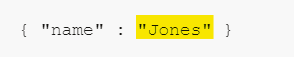 { "name" : "Jones" }